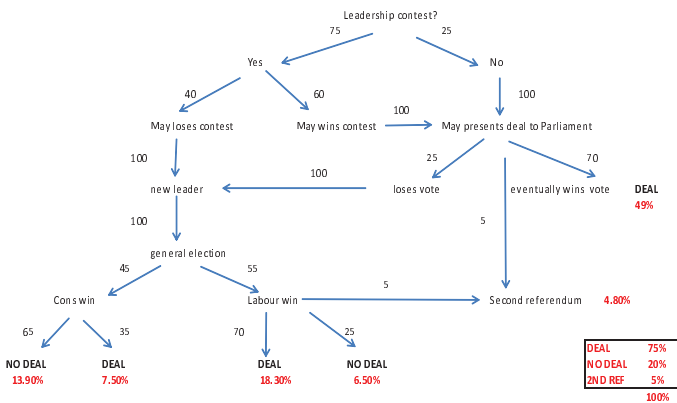 Leadership contest?
75 25
Yes No
40 60 100
100
May loses contest May wins contest May presents deal to Parliament
100 25 70
100
new leader loses vote eventually wins vote DEAL
49%
100 5
general election
45 55
5
Cons win Labour win Second referendum 4.80%
65 35 70 25
NO DEAL DEAL DEAL NO DEAL
13.90% 7.50% 18.30% 6.50%
DEAL 75%
NO DEAL 20%
2ND REF 5%
100%